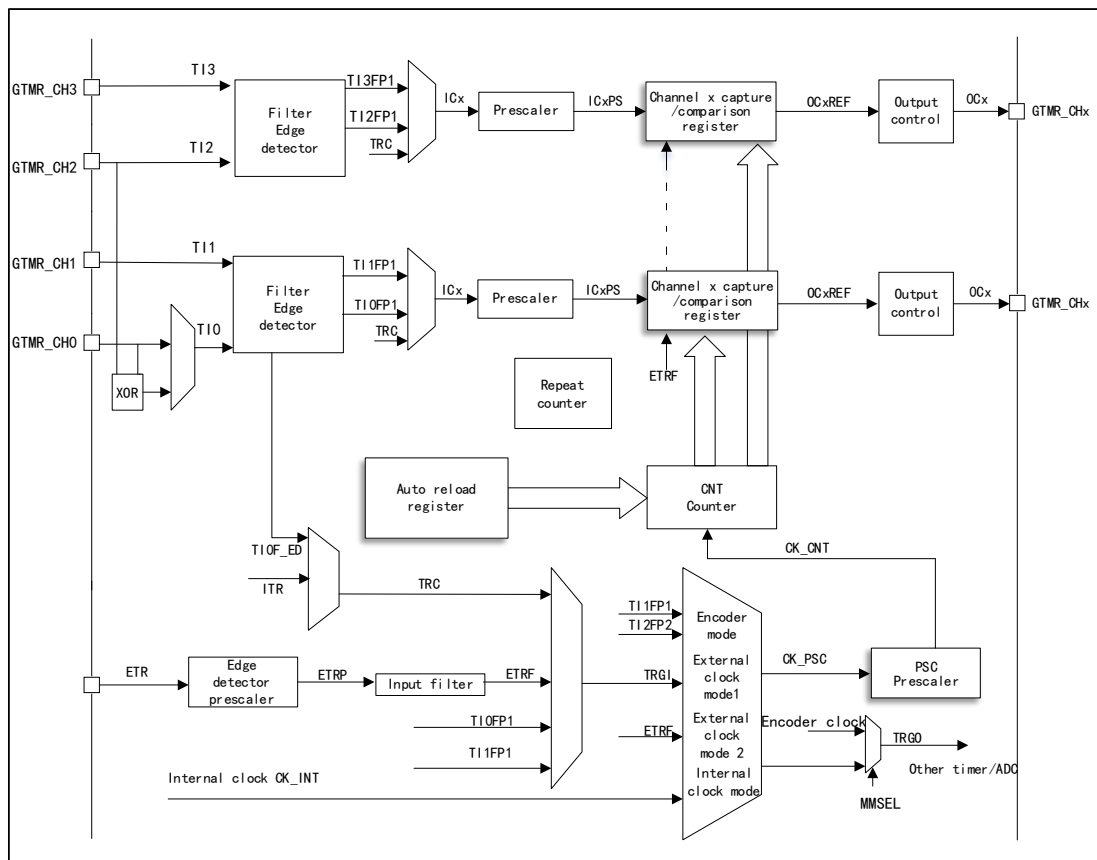 GTMR_CH3
TI3
Filter
Edge
detector
TI3FP1
TI2FP1
TRC
ICx
Prescaler
ICxPS
Channel x capture
/comparison
register
OCxREF
Output
control
OCx
GTMR_CHx
GTMR_CH2
TI2
GTMR_CH1
TI1
Filter
Edge
detector
TI1FP1
TI0FP1
TRC
ICx
Prescaler
ICxPS
Channel x capture
/comparison
register
OCxREF
Output
control
OCx
GTMR_CHx
GTMR_CH0
TI0
XOR
ETRF
Repeat
counter
Auto reload
register
CNT
Counter
CK_CNT
TI0F_ED
ITR
TRC
TI1FP1
TI2FP2
Encoder
mode
External
clock
mode1
External
clock
mode 2
Internal
clock mode
CK_PSC
PSC
Prescaler
ETR
Edge
detector
prescaler
ETRP
Input filter
ETRF
TRGI
TI0FP1
TI1FP1
ETRF
Encoder clock
TRGO
Other timer/ADC
MMSEL
Internal clock CK_INT